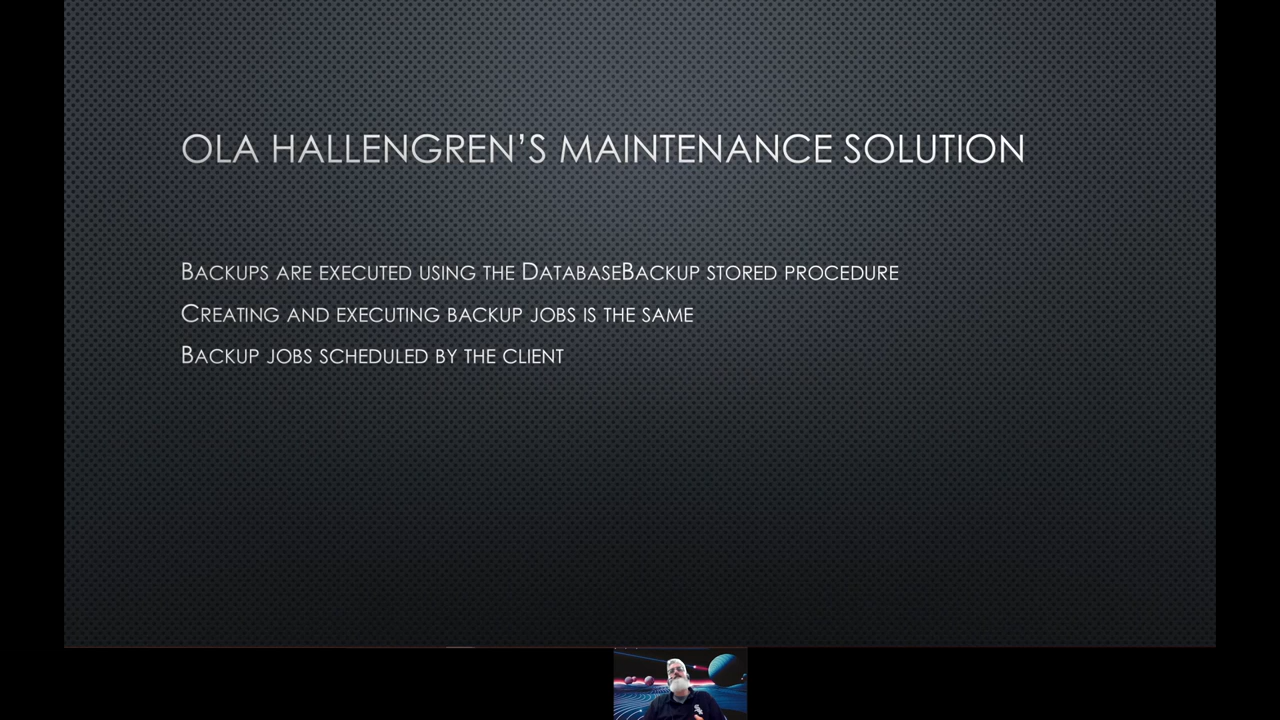 OLA HALLENGREN'S MAINTENANCE SOLUTION
BACKUPS ARE EXECUTED USING THE DATABASEBACKUP STORED PROCEDURE
CREATING AND EXECUTING BACKUP JOBS IS THE SAME
BACKUP JOBS SCHEDULED BY THE CLIENT